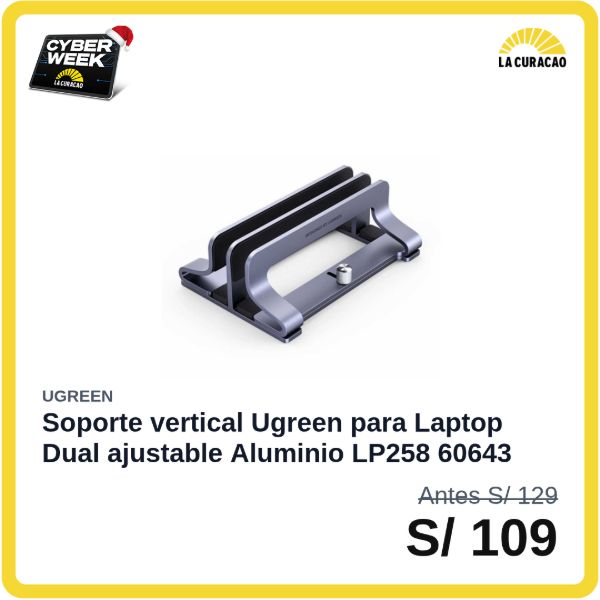 CYBER
WEEK
LA CURACAO
LA CURACAO
UGREEN
Soporte vertical Ugreen para Laptop
Dual ajustable Aluminio LP258 60643
Antes S/ 129
S/ 109